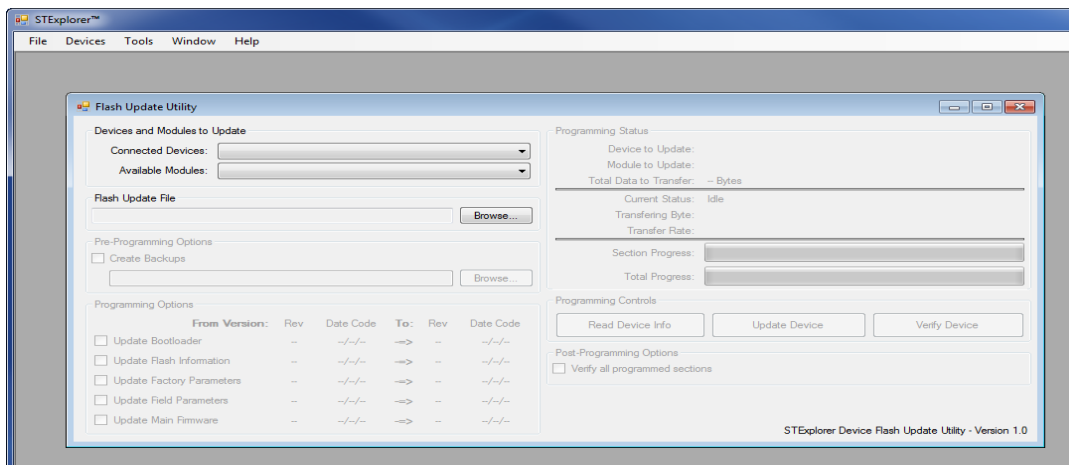 STExplorer™
File Devices Tools Window Help
Flash Update Utility
Devices and Modules to Update
Connected Devices:
Available Modules:
Flash Update File
Browse...
Pre-Programming Options
Create Backups
Browse...
Programming Options
From Version: Rev Date Code To: Rev Date Code
Update Bootloader -- --/--/-- -=> -- --/--/--
Update Flash Information -- --/--/-- -=> -- --/--/--
Update Factory Parameters -- --/--/-- -=> -- --/--/--
Update Field Parameters -- --/--/-- -=> -- --/--/--
Update Main Firmware -- --/--/-- -=> -- --/--/--
Programming Status
Device to Update:
Module to Update:
Total Data to Transfer: -- Bytes
Current Status: Idle
Transfering Byte:
Transfer Rate:
Section Progress:
Total Progress:
Programming Controls
Read Device Info Update Device Verify Device
Post-Programming Options
Verify all programmed sections
STExplorer Device Flash Update Utility - Version 1.0